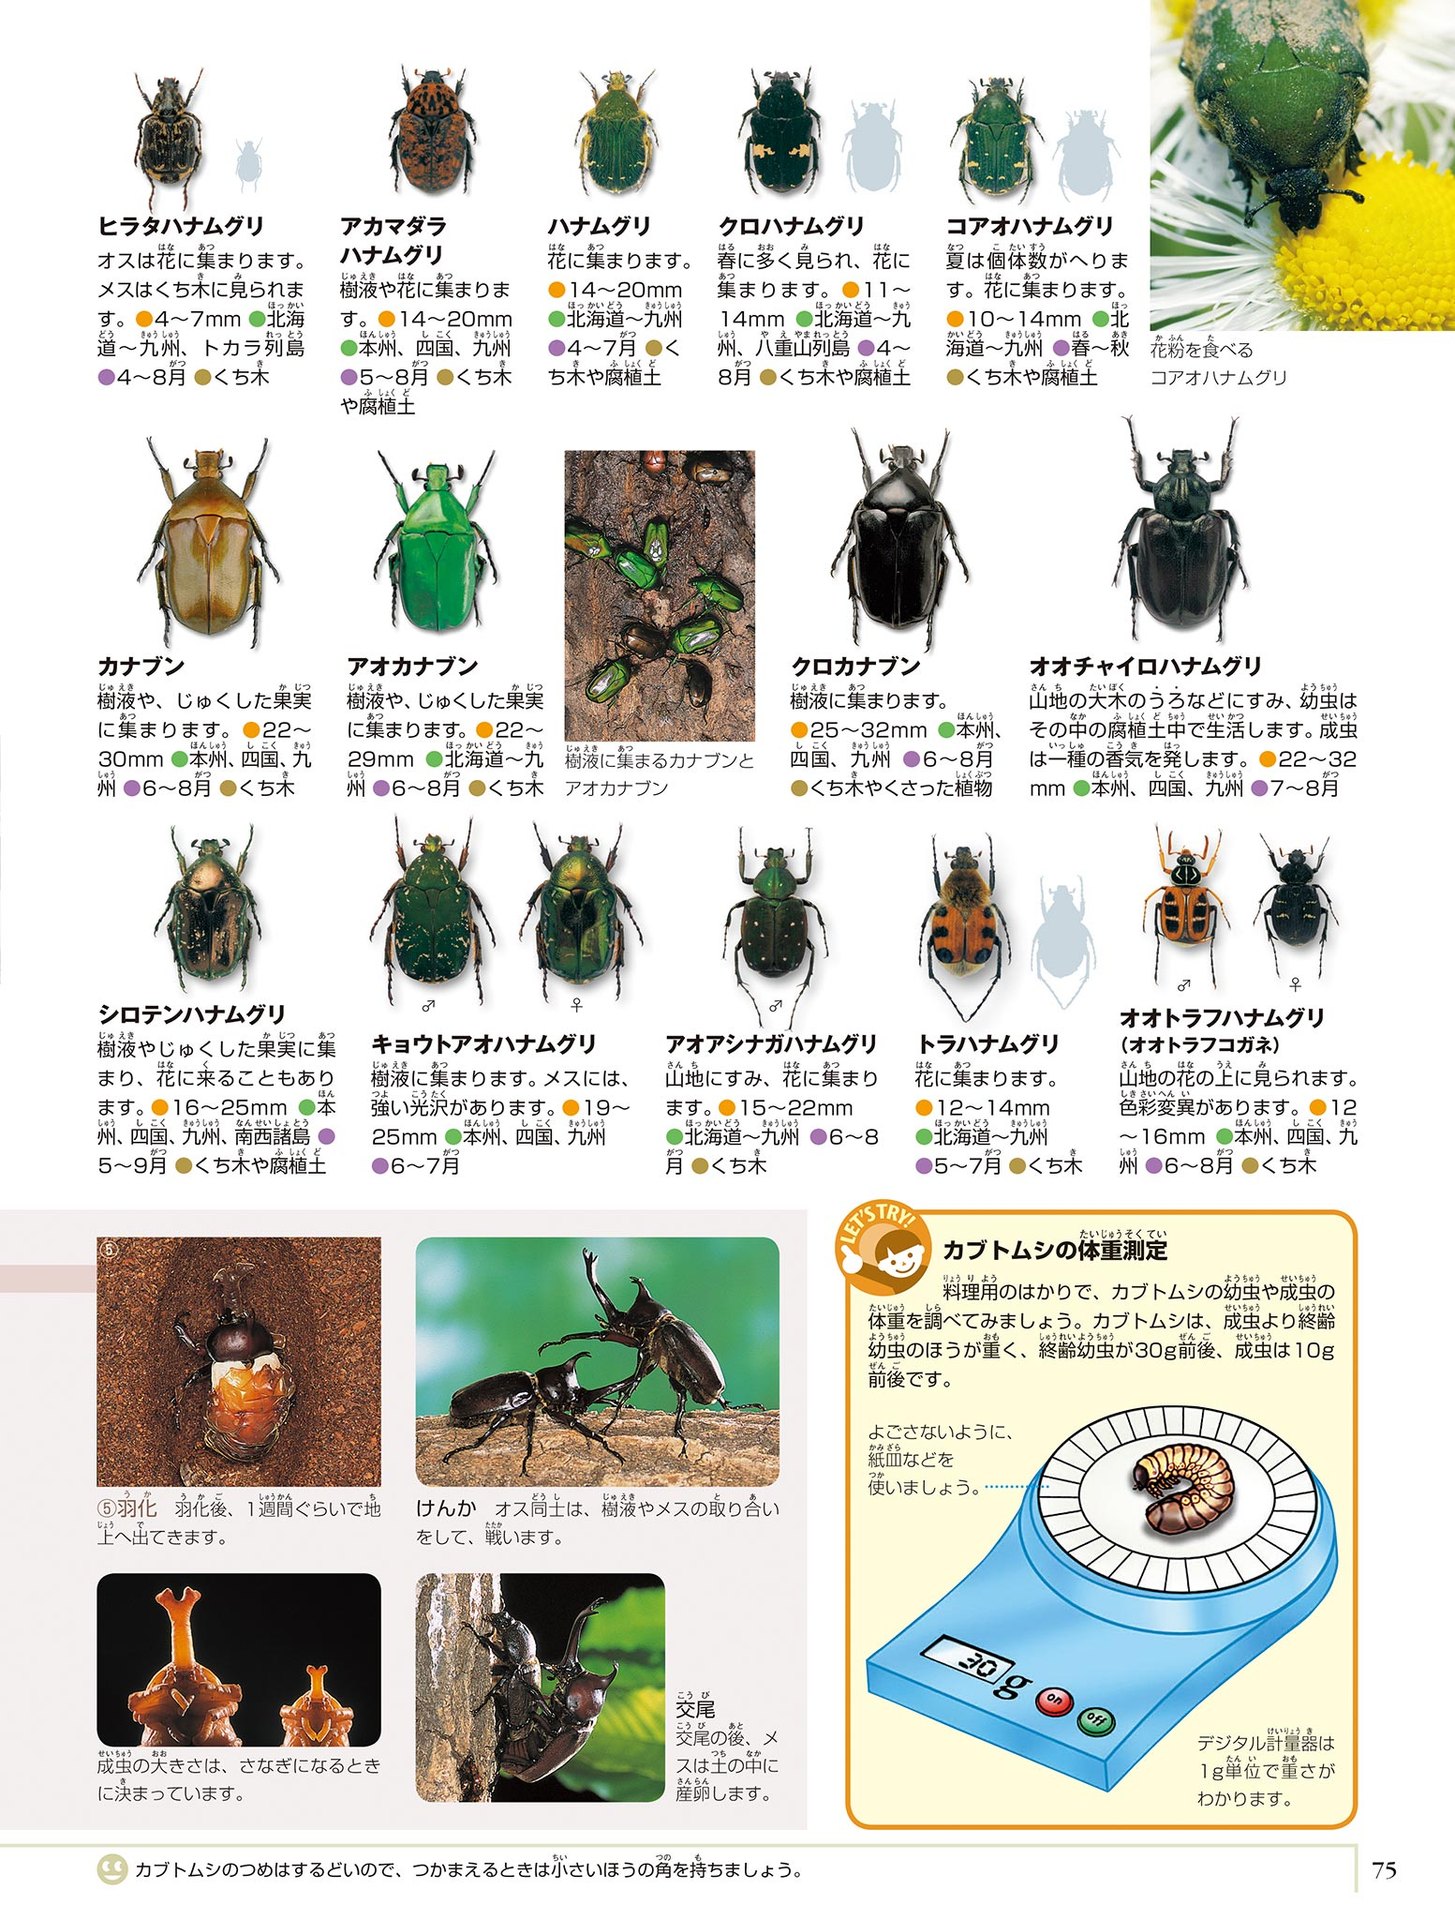 ヒラタハナムグリ
オスは花に集まります。
メスはくち木に見られま
す。●4〜7mm ●北海
道〜九州、トカラ列島
●4〜8月 ●くち木
アカマダラ
ハナムグリ
樹液や花に集まりま
す。●14〜20mm
●本州、四国、九州
●5〜8月 ●くち木
や腐植土
ハナムグリ
花に集まります。
●14〜20mm
●北海道〜九州
●4〜7月 ●く
ち木や腐植土
クロハナムグリ
春に多く見られ、花に
集まります。●11〜
14mm ●北海道〜九
州、八重山列島 ●4〜
8月 ●くち木や腐植土
コアオハナムグリ
夏は個体数がへりま
す。花に集まります。
●10〜14mm ●北
海道〜九州 ●春〜秋
●くち木や腐植土
花粉を食べる
コアオハナムグリ
カナブン
樹液や、じゅくした果実
に集まります。●22〜
30mm ●本州、四国、九
州 ●6〜8月 ●くち木
アオカナブン
樹液や、じゅくした果実
に集まります。●22〜
29mm ●北海道〜九
州 ●6〜8月 ●くち木
樹液に集まるカナブンと
アオカナブン
クロカナブン
樹液に集まります。
●25〜32mm ●本州、
四国、九州 ●6〜8月
●くち木やくさった植物
オオチャイロハナムグリ
山地の大木のうろなどにすみ、幼虫は
その中の腐植土中で生活します。成虫
は一種の香気を発します。●22〜32
mm ●本州、四国、九州 ●7〜8月
シロテンハナムグリ
樹液やじゅくした果実に集
まり、花に来ることもあり
ます。●16〜25mm ●本
州、四国、九州、南西諸島 ●
5〜9月 ●くち木や腐植土
♂ ♀
キョウトアオハナムグリ
樹液に集まります。メスには、
強い光沢があります。●19〜
25mm ●本州、四国、九州
●6〜7月
♂
アオアシナガハナムグリ
山地にすみ、花に集まり
ます。●15〜22mm
●北海道〜九州 ●6〜8
月 ●くち木
トラハナムグリ
花に集まります。
●12〜14mm
●北海道〜九州
●5〜7月 ●くち木
♂ ♀
オオトラフハナムグリ
(オオトラフコガネ)
山地の花の上に見られます。
色彩変異があります。●12
〜16mm ●本州、四国、九
州 ●6〜8月 ●くち木
⑤
⑤羽化 羽化後、1週間ぐらいで地
上へ出てきます。
けんか オス同士は、樹液やメスの取り合い
をして、戦います。
成虫の大きさは、さなぎになるとき
に決まっています。
交尾
交尾の後、メ
スは土の中に
産卵します。
LET'S TRY!
カブトムシの体重測定
料理用のはかりで、カブトムシの幼虫や成虫の
体重を調べてみましょう。カブトムシは、成虫より終齢
幼虫のほうが重く、終齢幼虫が30g前後、成虫は10g
前後です。
よごさないように、
紙皿などを
使いましょう。
30 g
on
off
デジタル計量器は
1g単位で重さが
わかります。
カブトムシのつめはするどいので、つかまえるときは小さいほうの角を持ちましょう。
75